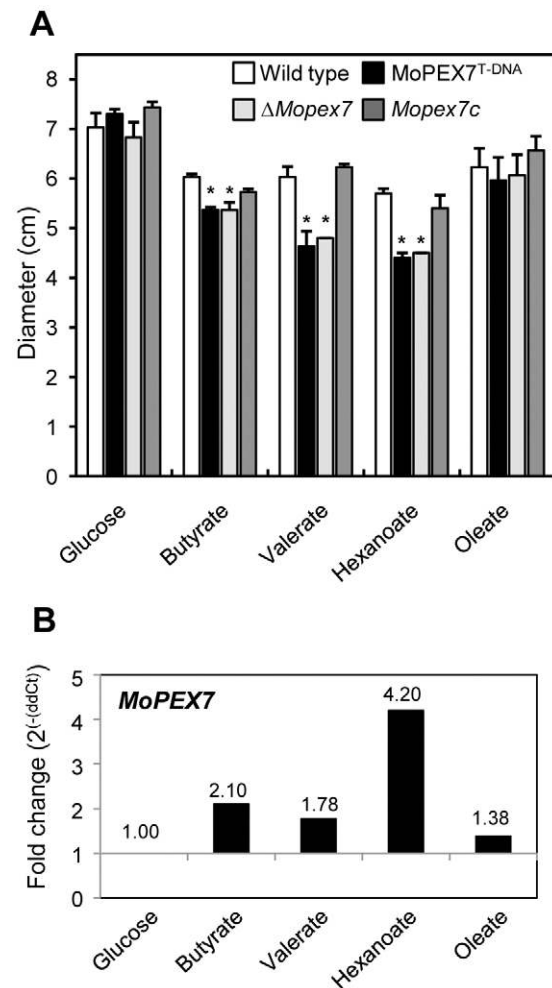 A
Wild type MoPEX7T-DNA
ΔMopex7 Mopex7c
8
7
6
5
4
3
2
1
0
Diameter (cm)
* *
* *
* *
Glucose Butyrate Valerate Hexanoate Oleate
B
MoPEX7
Fold change (2(-(ddCt))
5
4
3
2
1
0
1.00
2.10
1.78
4.20
1.38
Glucose Butyrate Valerate Hexanoate Oleate